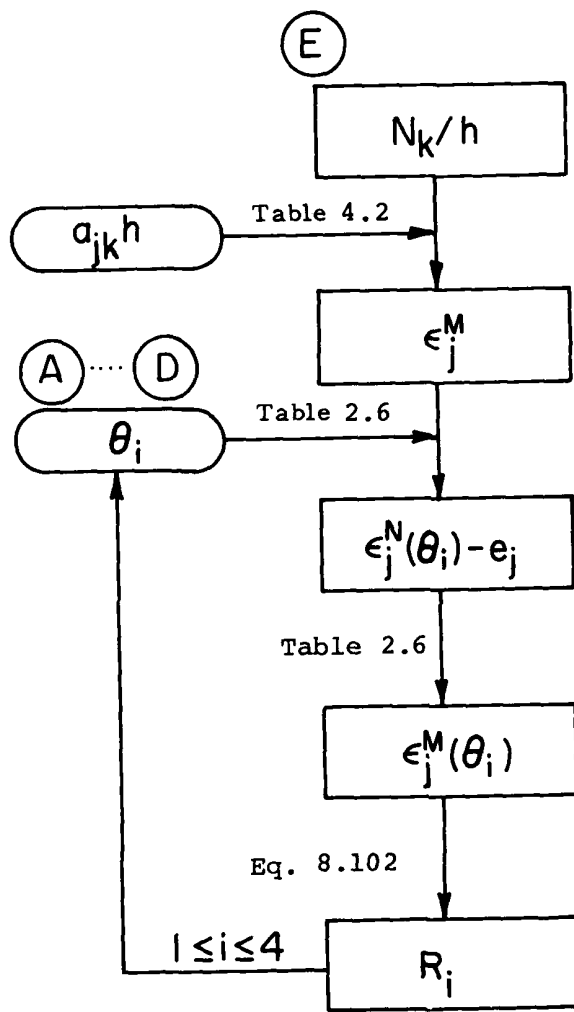 E
N_k/h
Table 4.2
a_jk h
ϵ_j^M
A ···· D
Table 2.6
θ_i
ϵ_j^N(θ_i)-e_j
Table 2.6
ϵ_j^M(θ_i)
Eq. 8.102
1≤i≤4
R_i